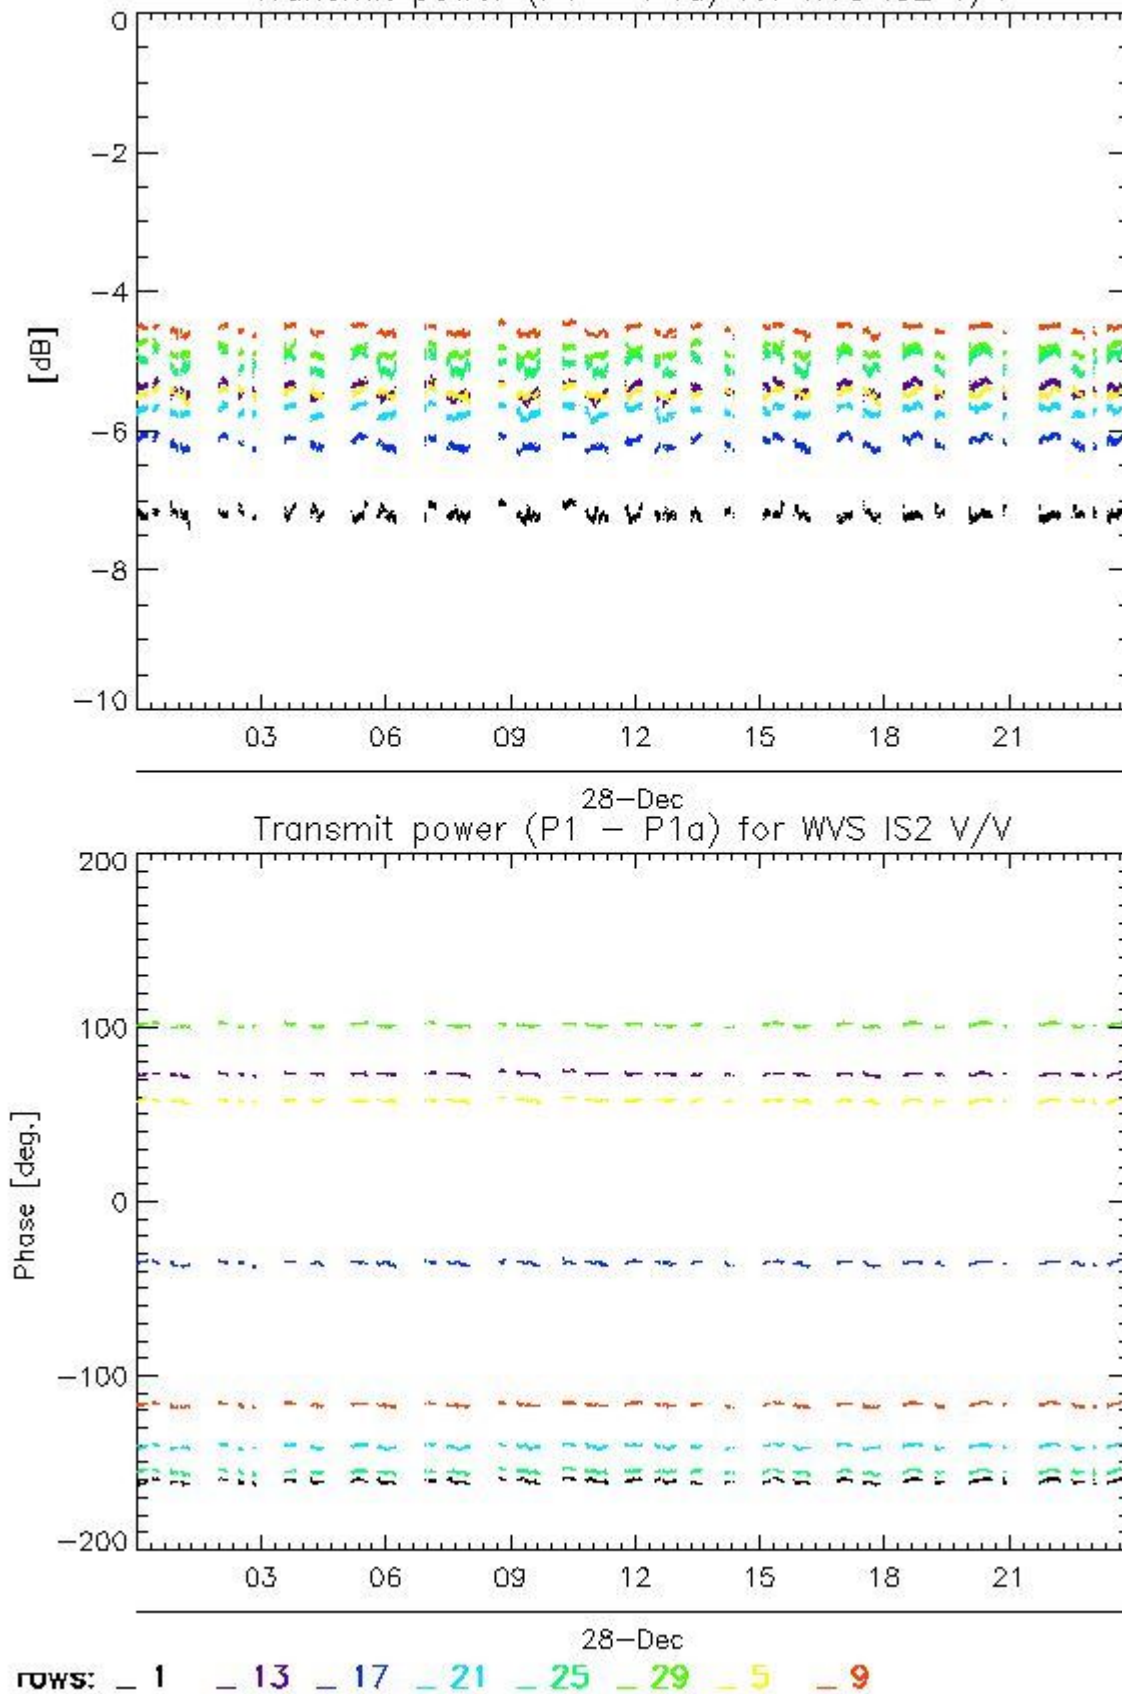 0
−2
−4
[dB]
−6
−8
−10
03 06 09 12 15 18 21
28−Dec
Transmit power (P1 − P1a) for WVS IS2 V/V
200
100
0
Phase [deg.]
−100
−200
03 06 09 12 15 18 21
28−Dec
rows: _ 1 _ 13 _ 17 _ 21 _ 25 _ 29 _ 5 _ 9